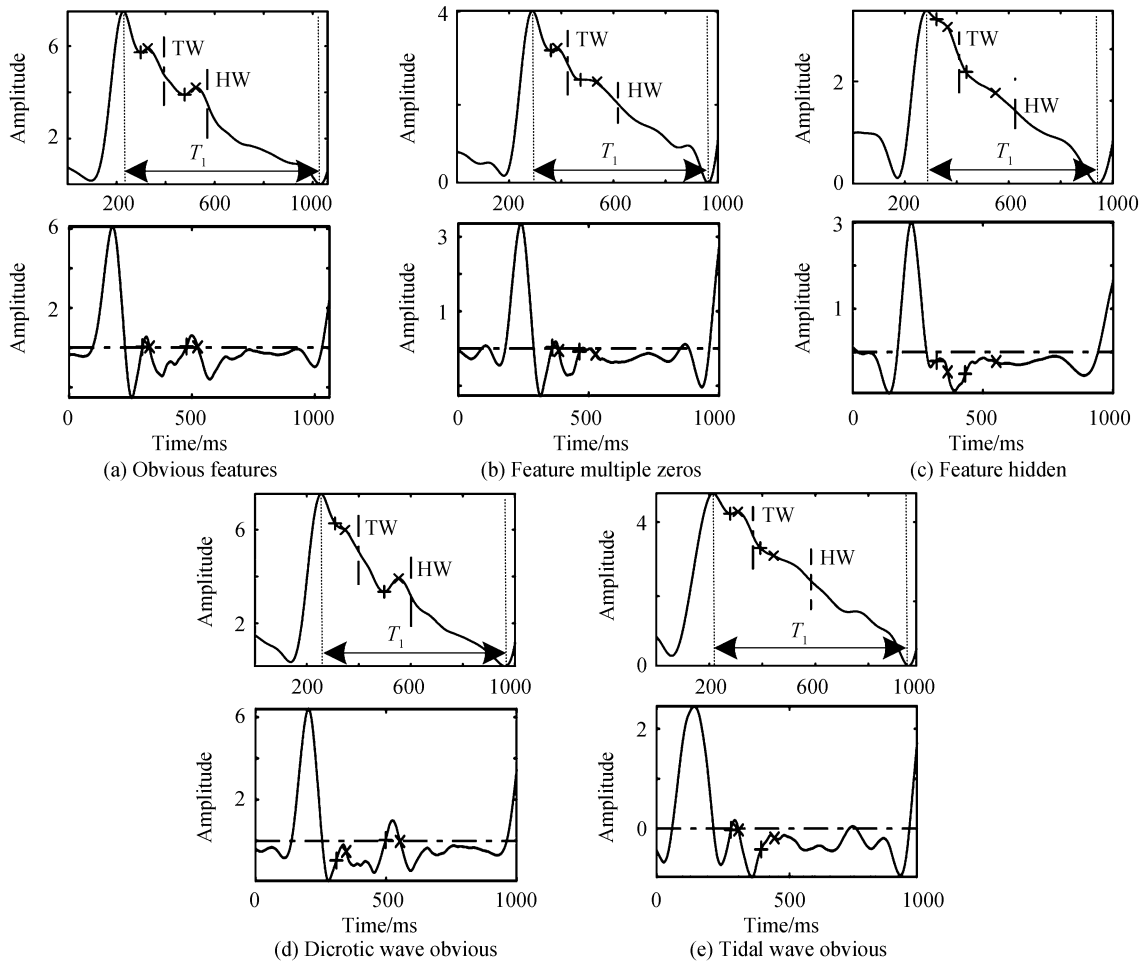 Amplitude
6
2
TW
HW
T1
200
600
1000
Amplitude
6
2
0
500
1000
Time/ms
(a) Obvious features
Amplitude
4
2
0
TW
HW
T1
200
600
1000
Amplitude
3
1
0
500
1000
Time/ms
(b) Feature multiple zeros
Amplitude
2
0
TW
HW
T1
200
600
1000
Amplitude
3
1
0
500
1000
Time/ms
(c) Feature hidden
Amplitude
6
2
TW
HW
T1
200
600
1000
Amplitude
6
2
0
500
1000
Time/ms
(d) Dicrotic wave obvious
Amplitude
4
0
TW
HW
T1
200
600
1000
Amplitude
2
0
0
500
1000
Time/ms
(e) Tidal wave obvious